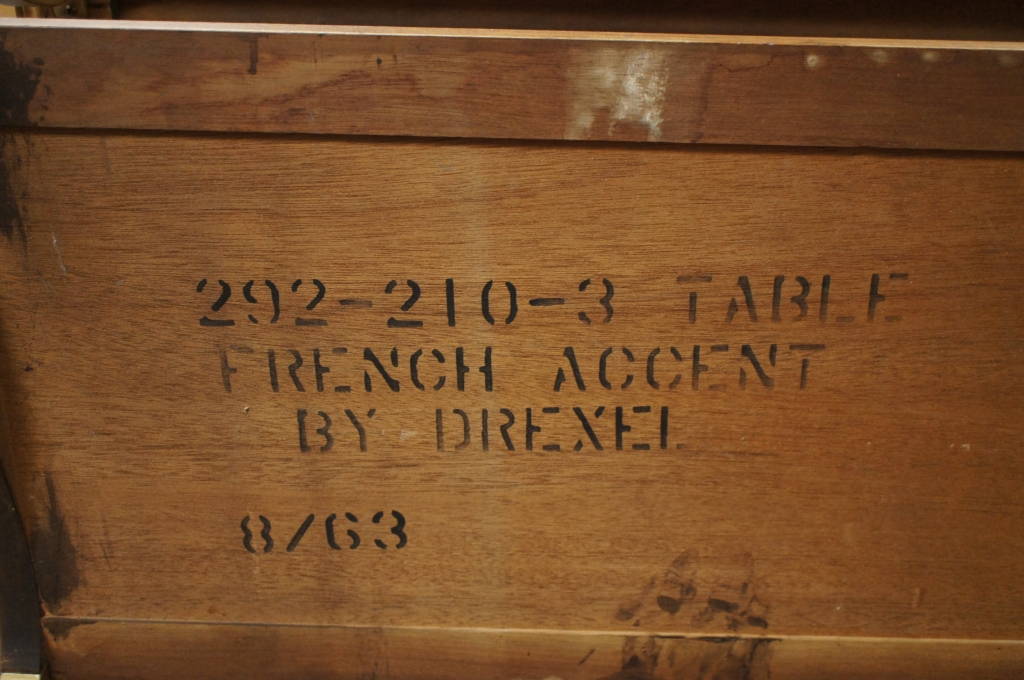 292-210-3 TABLE
FRENCH ACCENT
BY DREXEL
8/63